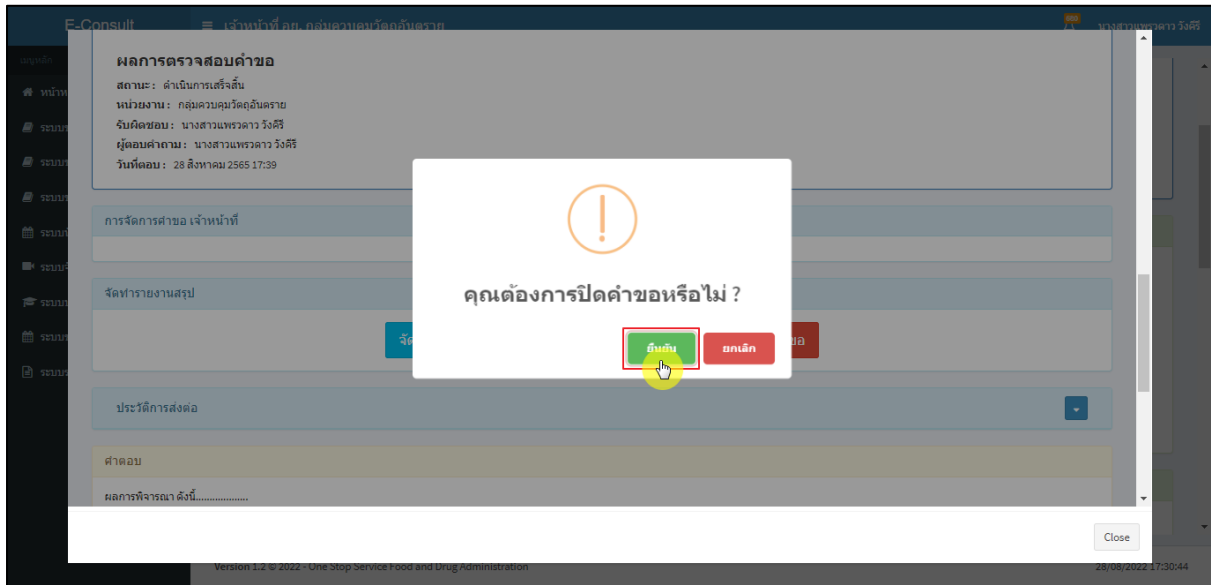 E-Consult
เจ้าหน้าที่ อย. กลุ่มควบคุมวัตถุอันตราย
นางสาวแพรวดาว วังคีรี
เมนูหลัก
ผลการตรวจสอบคำขอ
สถานะ : ดำเนินการเสร็จสิ้น
หน่วยงาน : กลุ่มควบคุมวัตถุอันตราย
รับผิดชอบ : นางสาวแพรวดาว วังคีรี
ผู้ตอบคำถาม : นางสาวแพรวดาว วังคีรี
วันที่ตอบ : 28 สิงหาคม 2565 17:39
การจัดการคำขอ เจ้าหน้าที่
จัดทำรายงานสรุป
คุณต้องการปิดคำขอหรือไม่ ?
ยืนยัน
ยกเลิก
ประวัติการส่งต่อ
คำตอบ
ผลการพิจารณา ดังนี้...................
Close
Version 1.2 © 2022 - One Stop Service Food and Drug Administration
28/08/2022 17:30:44